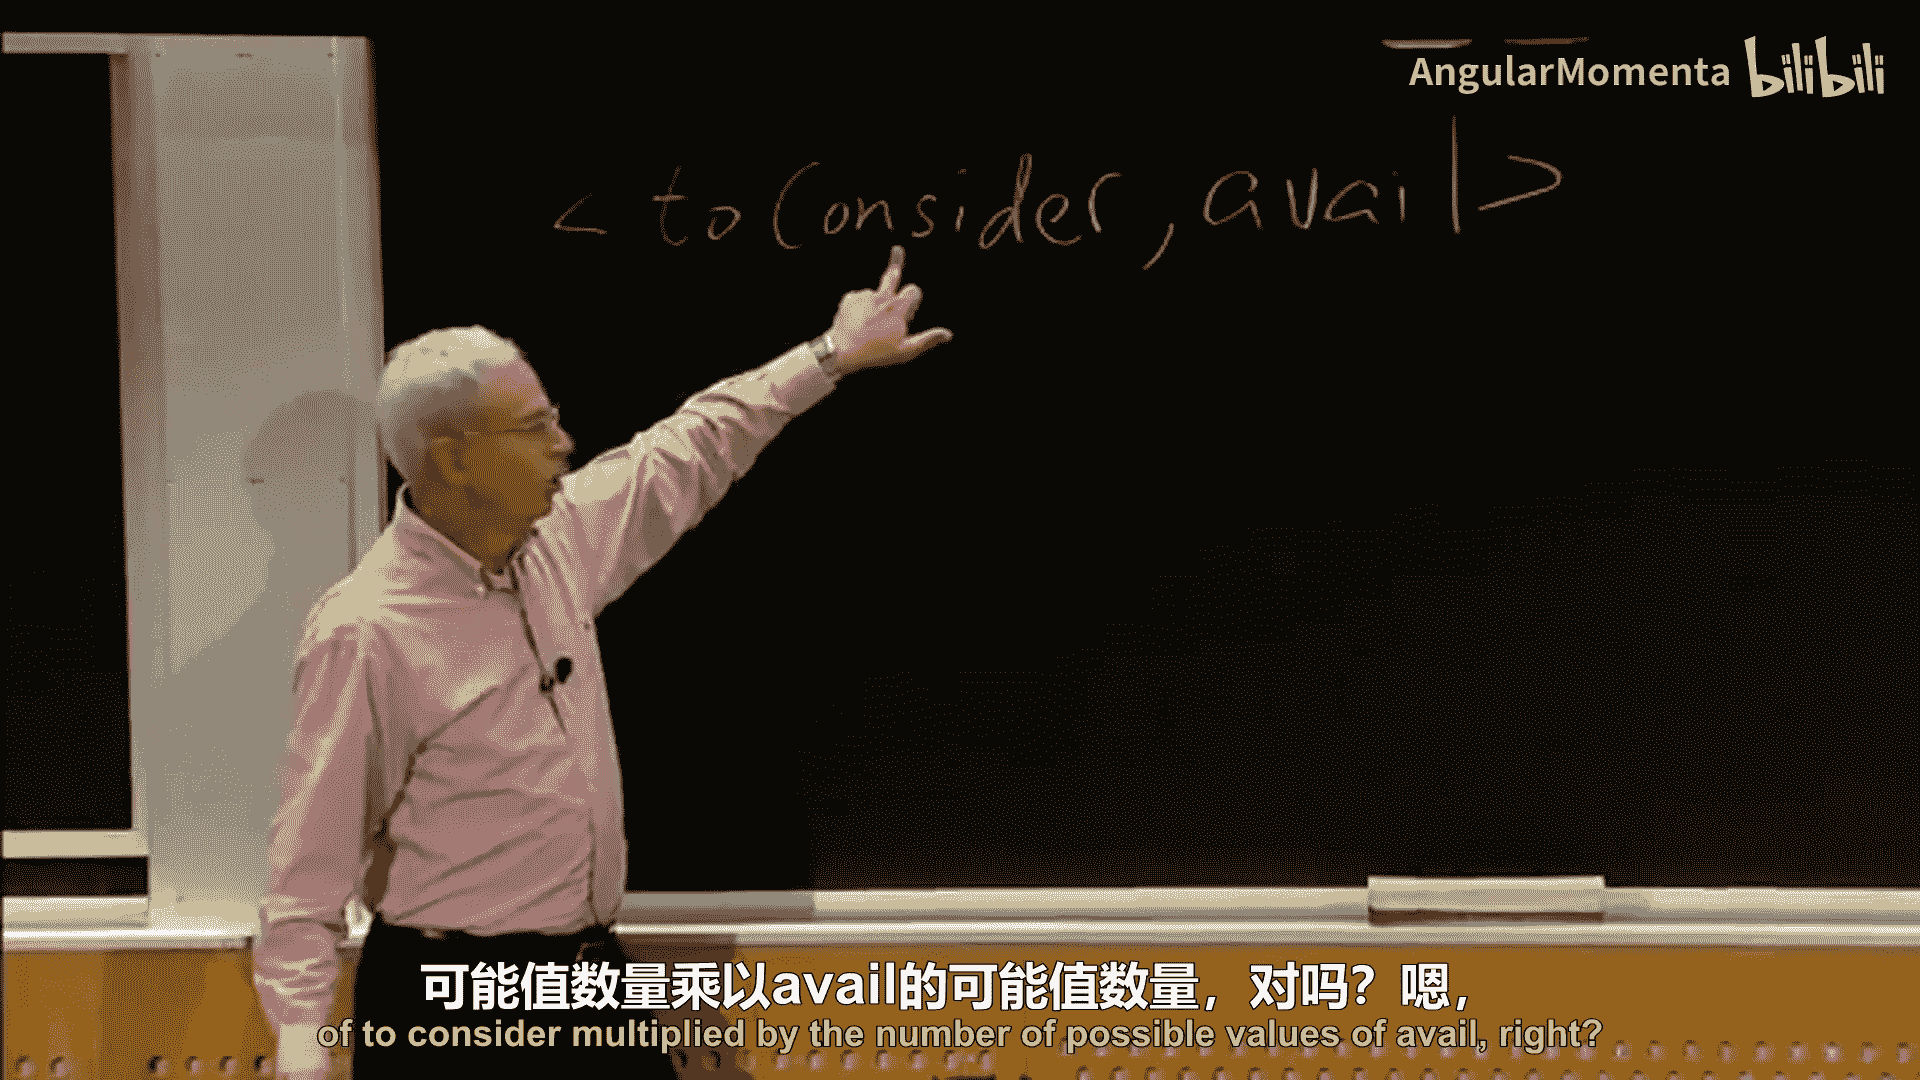 AngularMomenta bilibili
<toConsider, avail>
可能值数量乘以avail的可能值数量，对吗？嗯，
of to consider multiplied by the number of possible values of avail, right?